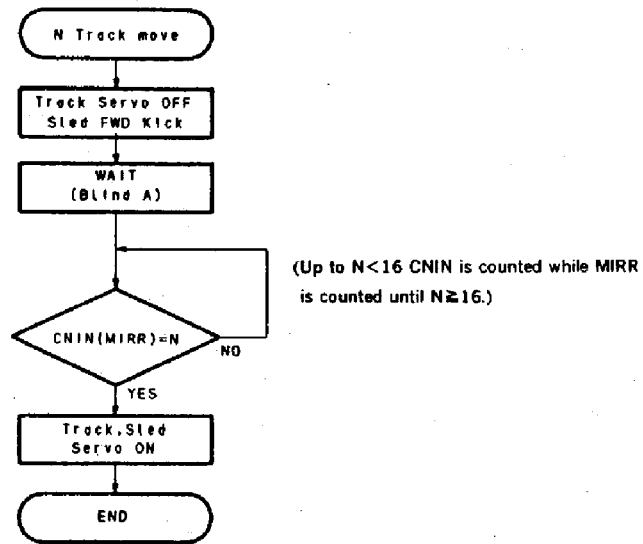 N Track move
Track Servo OFF
Sled FWD Kick
WAIT
(Blind A)
(Up to N<16 CNIN is counted while MIRR
is counted until N≧16.)
CNIN(MIRR)=N
NO
YES
Track,Sled
Servo ON
END